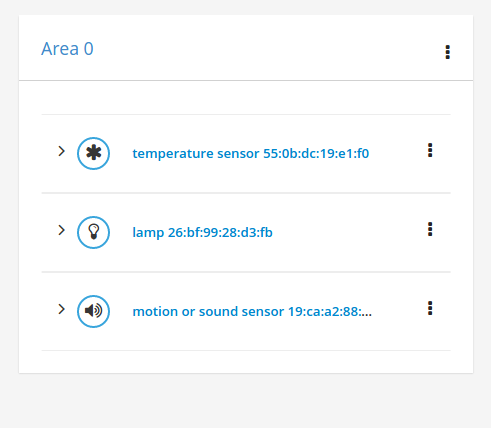 Area 0
temperature sensor 55:0b:dc:19:e1:f0
lamp 26:bf:99:28:d3:fb
motion or sound sensor 19:ca:a2:88:...